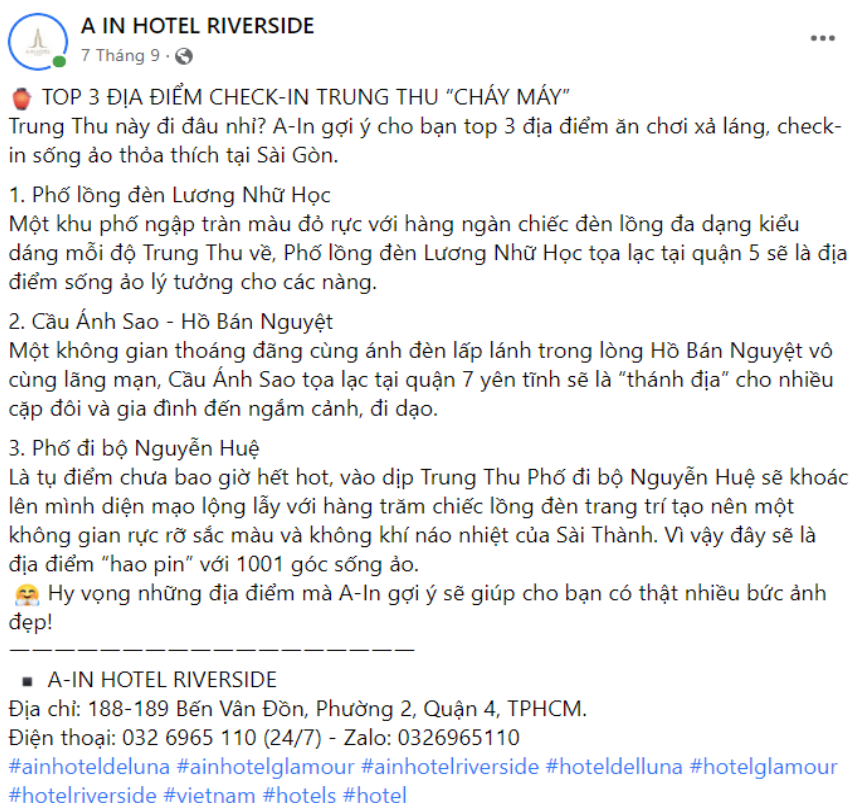 A IN HOTEL RIVERSIDE
7 Tháng 9 ·
🏮 TOP 3 ĐỊA ĐIỂM CHECK-IN TRUNG THU “CHÁY MÁY”
Trung Thu này đi đâu nhỉ? A-In gợi ý cho bạn top 3 địa điểm ăn chơi xả láng, check-
in sống ảo thỏa thích tại Sài Gòn.
1. Phố lồng đèn Lương Nhữ Học
Một khu phố ngập tràn màu đỏ rực với hàng ngàn chiếc đèn lồng đa dạng kiểu
dáng mỗi độ Trung Thu về, Phố lồng đèn Lương Nhữ Học tọa lạc tại quận 5 sẽ là địa
điểm sống ảo lý tưởng cho các nàng.
2. Cầu Ánh Sao - Hồ Bán Nguyệt
Một không gian thoáng đãng cùng ánh đèn lấp lánh trong lòng Hồ Bán Nguyệt vô
cùng lãng mạn, Cầu Ánh Sao tọa lạc tại quận 7 yên tĩnh sẽ là “thánh địa” cho nhiều
cặp đôi và gia đình đến ngắm cảnh, đi dạo.
3. Phố đi bộ Nguyễn Huệ
Là tụ điểm chưa bao giờ hết hot, vào dịp Trung Thu Phố đi bộ Nguyễn Huệ sẽ khoác
lên mình diện mạo lộng lẫy với hàng trăm chiếc lồng đèn trang trí tạo nên một
không gian rực rỡ sắc màu và không khí náo nhiệt của Sài Thành. Vì vậy đây sẽ là
địa điểm “hao pin” với 1001 góc sống ảo.
🤗 Hy vọng những địa điểm mà A-In gợi ý sẽ giúp cho bạn có thật nhiều bức ảnh
đẹp!
——————————————————
▪️ A-IN HOTEL RIVERSIDE
Địa chỉ: 188-189 Bến Vân Đồn, Phường 2, Quận 4, TPHCM.
Điện thoại: 032 6965 110 (24/7) - Zalo: 0326965110
#ainhoteldeluna #ainhotelglamour #ainhotelriverside #hoteldelluna #hotelglamour
#hotelriverside #vietnam #hotels #hotel